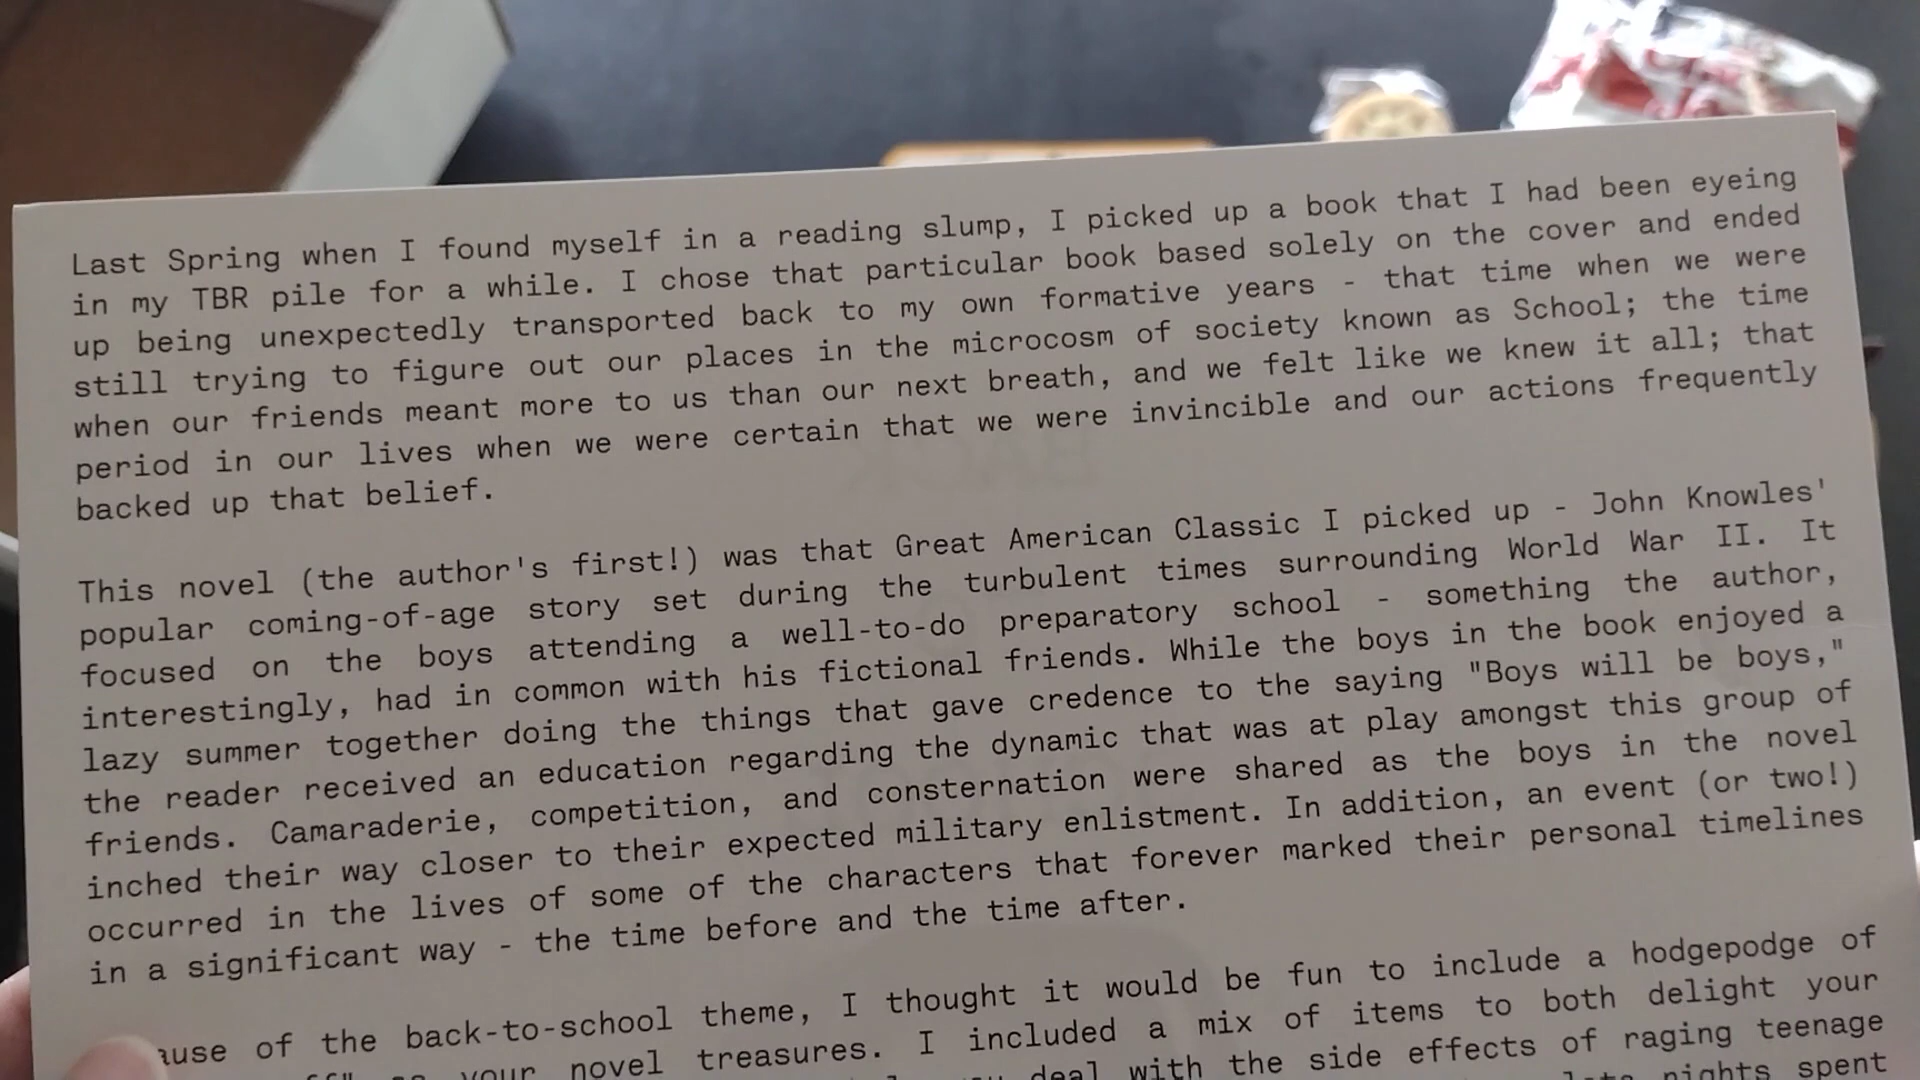 Last Spring when I found myself in a reading slump, I picked up a book that I had been eyeing
in my TBR pile for a while. I chose that particular book based solely on the cover and ended
up being unexpectedly transported back to my own formative years - that time when we were
still trying to figure out our places in the microcosm of society known as School; the time
when our friends meant more to us than our next breath, and we felt like we knew it all; that
period in our lives when we were certain that we were invincible and our actions frequently
backed up that belief.
This novel (the author's first!) was that Great American Classic I picked up - John Knowles'
popular coming-of-age story set during the turbulent times surrounding World War II. It
focused on the boys attending a well-to-do preparatory school - something the author,
interestingly, had in common with his fictional friends. While the boys in the book enjoyed a
lazy summer together doing the things that gave credence to the saying "Boys will be boys,"
the reader received an education regarding the dynamic that was at play amongst this group of
friends. Camaraderie, competition, and consternation were shared as the boys in the novel
inched their way closer to their expected military enlistment. In addition, an event (or two!)
occurred in the lives of some of the characters that forever marked their personal timelines
in a significant way - the time before and the time after.
ause of the back-to-school theme, I thought it would be fun to include a hodgepodge of
your novel treasures. I included a mix of items to both delight your
deal with the side effects of raging teenage
nights spent